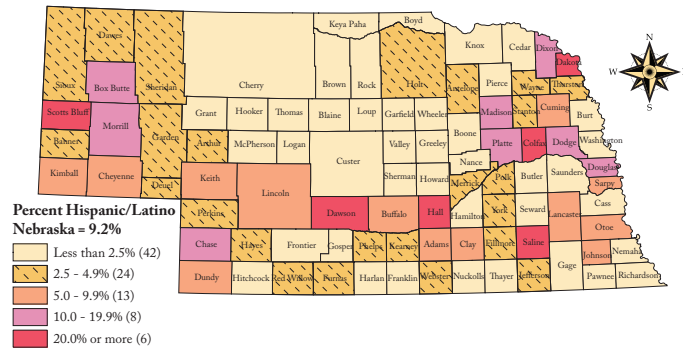 N
W
S
Keya Paha
Boyd
Dawes
Knox
Cedar
Dixon
Dakota
Sioux
Sheridan
Box Butte
Cherry
Brown
Rock
Holt
Antelope
Pierce
Wayne
Thurston
Scotts Bluff
Morrill
Garden
Grant
Hooker
Thomas
Blaine
Loup
Garfield
Wheeler
Madison
Stanton
Cuming
Burt
Banner
Arthur
McPherson
Logan
Custer
Valley
Greeley
Boone
Platte
Colfax
Dodge
Washington
Kimball
Cheyenne
Deuel
Keith
Lincoln
Sherman
Howard
Nance
Merrick
Polk
Butler
Saunders
Douglas
Sarpy
Perkins
Dawson
Buffalo
Hall
Hamilton
York
Seward
Lancaster
Cass
Otoe
Chase
Hayes
Frontier
Gosper
Phelps
Kearney
Adams
Clay
Fillmore
Saline
Johnson
Nemaha
Dundy
Hitchcock
Red Willow
Furnas
Harlan
Franklin
Webster
Nuckolls
Thayer
Jefferson
Gage
Pawnee
Richardson
Percent Hispanic/Latino
Nebraska = 9.2%
Less than 2.5% (42)
2.5 - 4.9% (24)
5.0 - 9.9% (13)
10.0 - 19.9% (8)
20.0% or more (6)